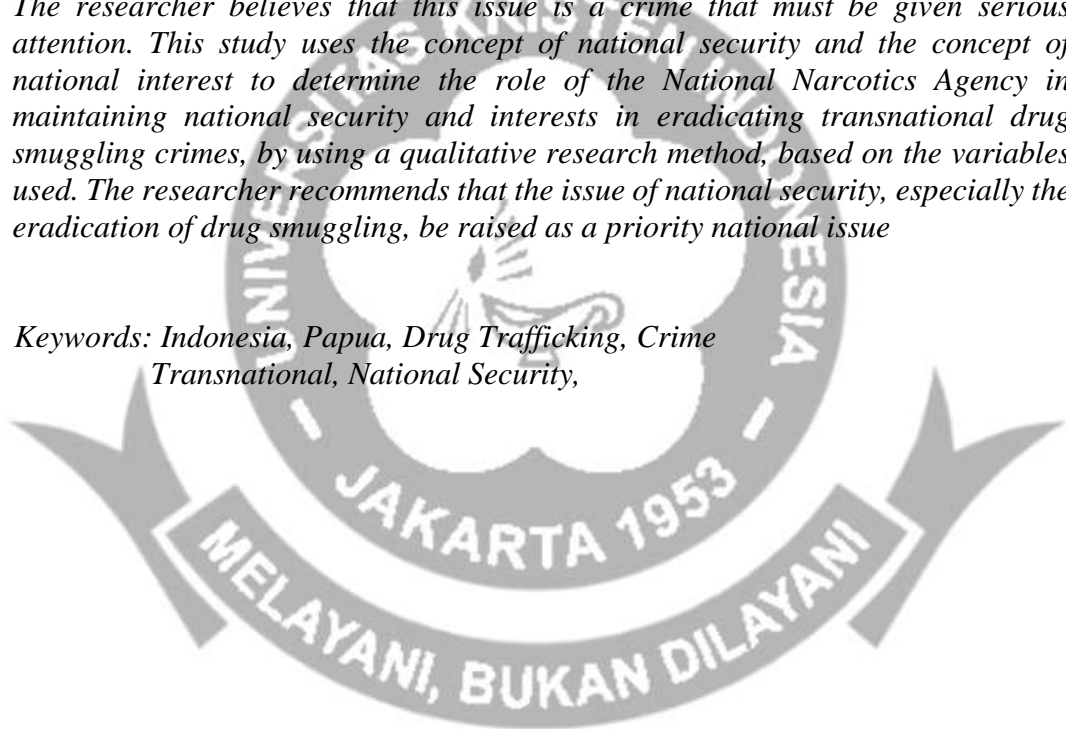 The researcher believes that this issue is a crime that must be given serious
attention. This study uses the concept of national security and the concept of
national interest to determine the role of the National Narcotics Agency in
maintaining national security and interests in eradicating transnational drug
smuggling crimes, by using a qualitative research method, based on the variables
used. The researcher recommends that the issue of national security, especially the
eradication of drug smuggling, be raised as a priority national issue
Keywords: Indonesia, Papua, Drug Trafficking, Crime
Transnational, National Security,
UNIVERSITAS KRISTEN INDONESIA
- JAKARTA 1953 -
MELAYANI, BUKAN DILAYANI